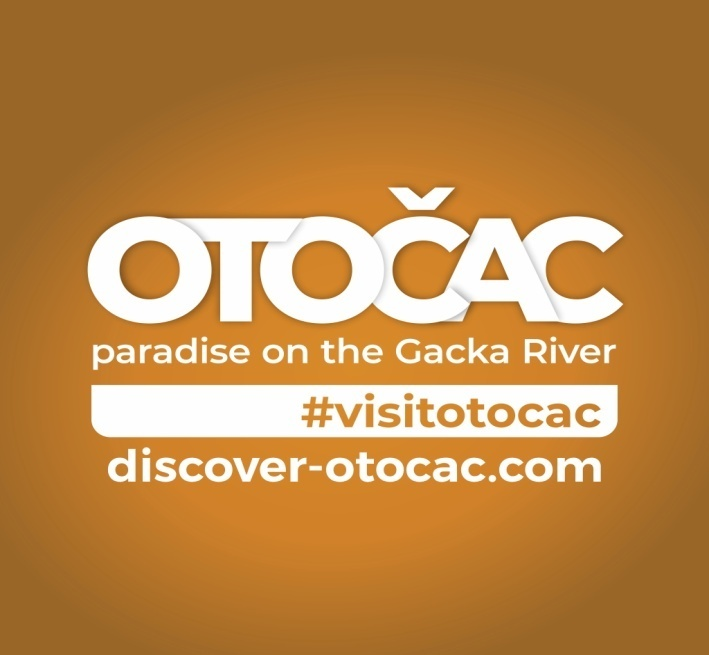 OTOČAC
paradise on the Gacka River
#visitotocac
discover-otocac.com